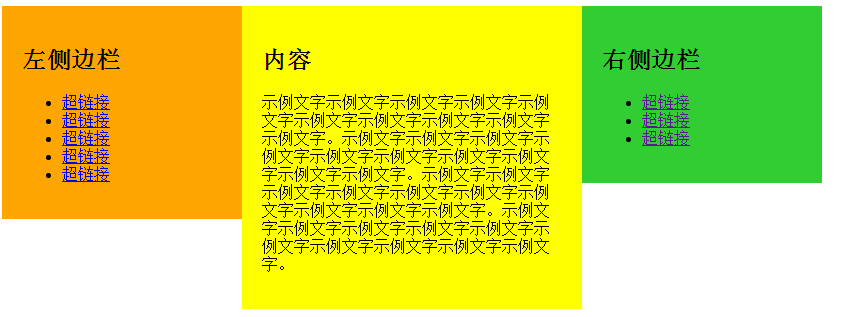 左侧边栏
超链接
超链接
超链接
超链接
超链接
内容
示例文字示例文字示例文字示例文字示例
文字示例文字示例文字示例文字示例文字
示例文字。示例文字示例文字示例文字示
例文字示例文字示例文字示例文字示例文
字示例文字示例文字。示例文字示例文字
示例文字示例文字示例文字示例文字示例
文字示例文字示例文字示例文字。示例文
字示例文字示例文字示例文字示例文字示
例文字示例文字示例文字示例文字示例文
字。
右侧边栏
超链接
超链接
超链接